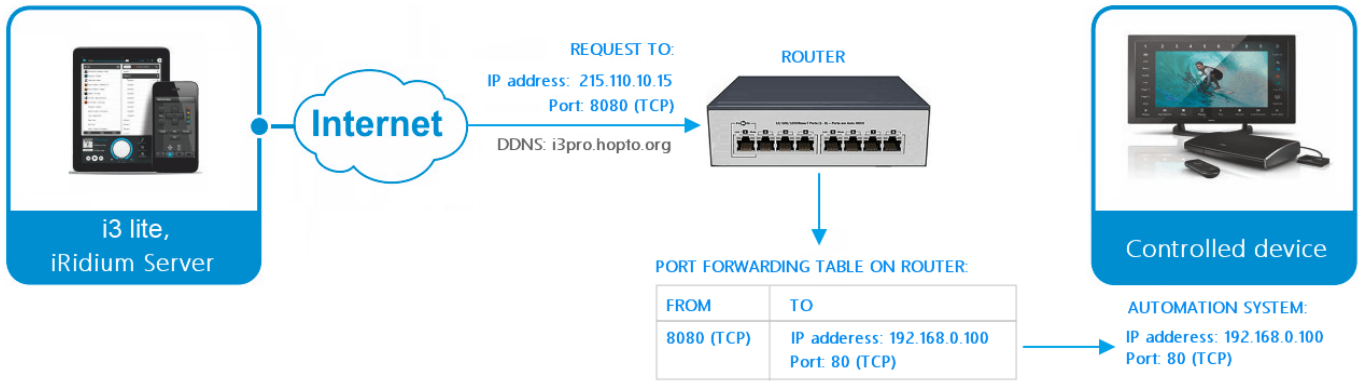 REQUEST TO:
IP address: 215.110.10.15
Port: 8080 (TCP)
DDNS: i3pro.hopto.org
Internet
ROUTER
i3 lite,
iRidium Server
Controlled device
PORT FORWARDING TABLE ON ROUTER:
FROM TO
8080 (TCP) IP adderess: 192.168.0.100
Port: 80 (TCP)
AUTOMATION SYSTEM:
IP adderess: 192.168.0.100
Port: 80 (TCP)